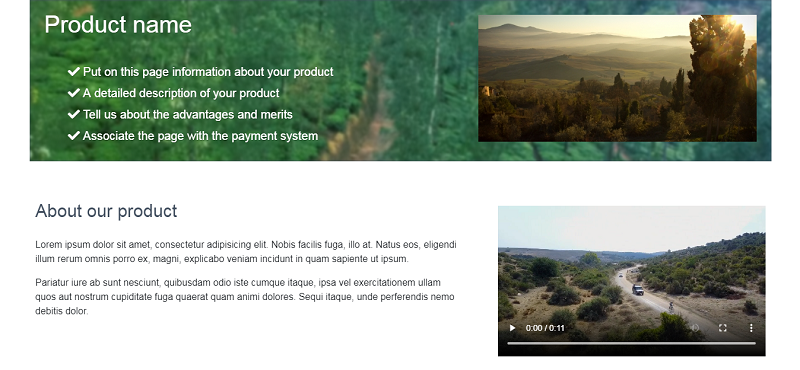 Product name
Put on this page information about your product
A detailed description of your product
Tell us about the advantages and merits
Associate the page with the payment system
About our product
Lorem ipsum dolor sit amet, consectetur adipisicing elit. Nobis facilis fuga, illo at. Natus eos, eligendi
illum rerum omnis porro ex, magni, explicabo veniam incidunt in quam sapiente ut ipsum.
Pariatur iure ab sunt nesciunt, quibusdam odio iste cumque itaque, ipsa vel exercitationem ullam
quos aut nostrum cupiditate fuga quaerat quam animi dolores. Sequi itaque, unde perferendis nemo
debitis dolor.
0:00 / 0:11